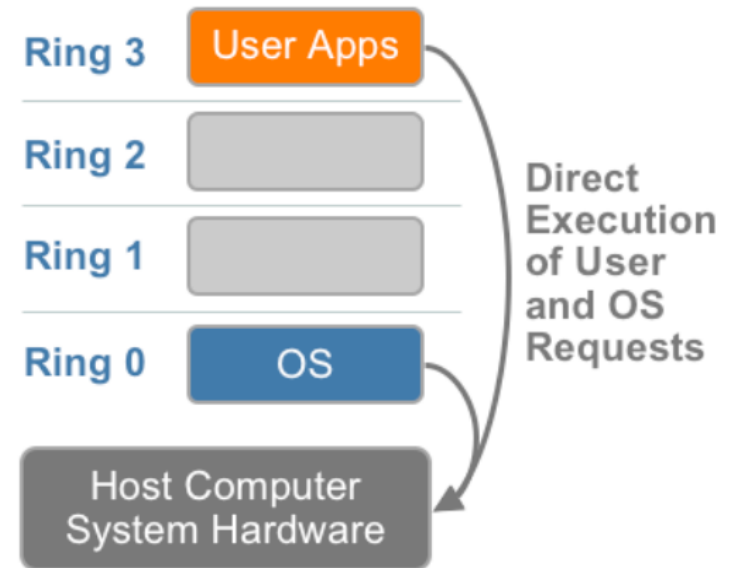 Ring 3
User Apps
Ring 2
Ring 1
Ring 0
OS
Direct
Execution
of User
and OS
Requests
Host Computer
System Hardware